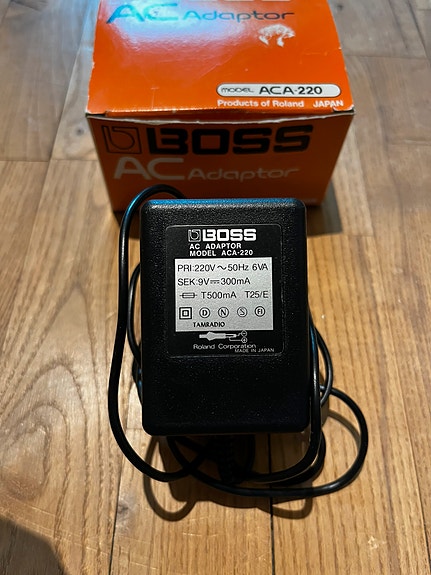 AC Adaptor
MODEL ACA-220
Products of Roland JAPAN
BOSS
AC Adaptor
BOSS
AC ADAPTOR
MODEL ACA-220
PRI:220V ~ 50Hz 6VA
SEK:9V⎓300mA
T500mA T25/E
D N S FI
TAMRADIO
Roland Corporation
MADE IN JAPAN